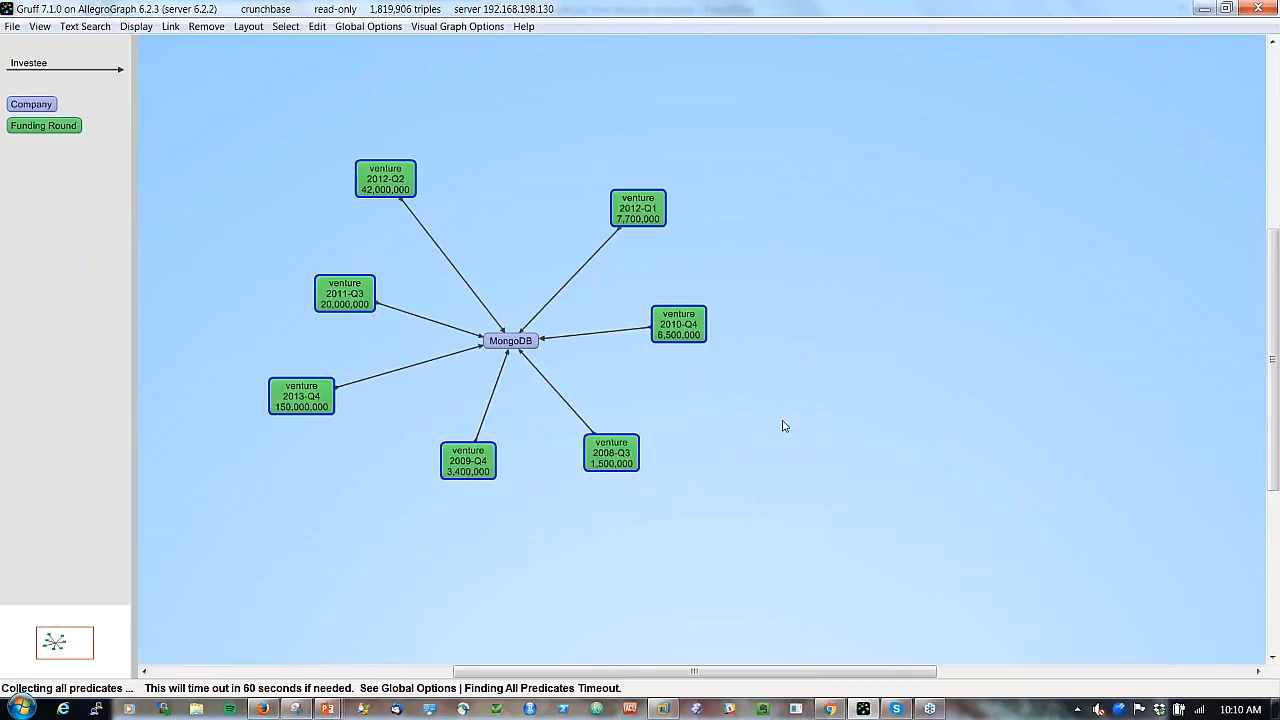 Gruff 7.1.0 on AllegroGraph 6.2.3 (server 6.2.2) crunchbase read-only 1,819,906 triples server 192.168.198.130
File View Text Search Display Link Remove Layout Select Edit Global Options Visual Graph Options Help
Investee
Company
Funding Round
venture
2012-Q2
42,000,000
venture
2012-Q1
7,700,000
venture
2011-Q3
20,000,000
venture
2010-Q4
6,500,000
MongoDB
venture
2013-Q4
150,000,000
venture
2009-Q4
3,400,000
venture
2008-Q3
1,500,000
Collecting all predicates ... This will time out in 60 seconds if needed. See Global Options | Finding All Predicates Timeout.
10:10 AM